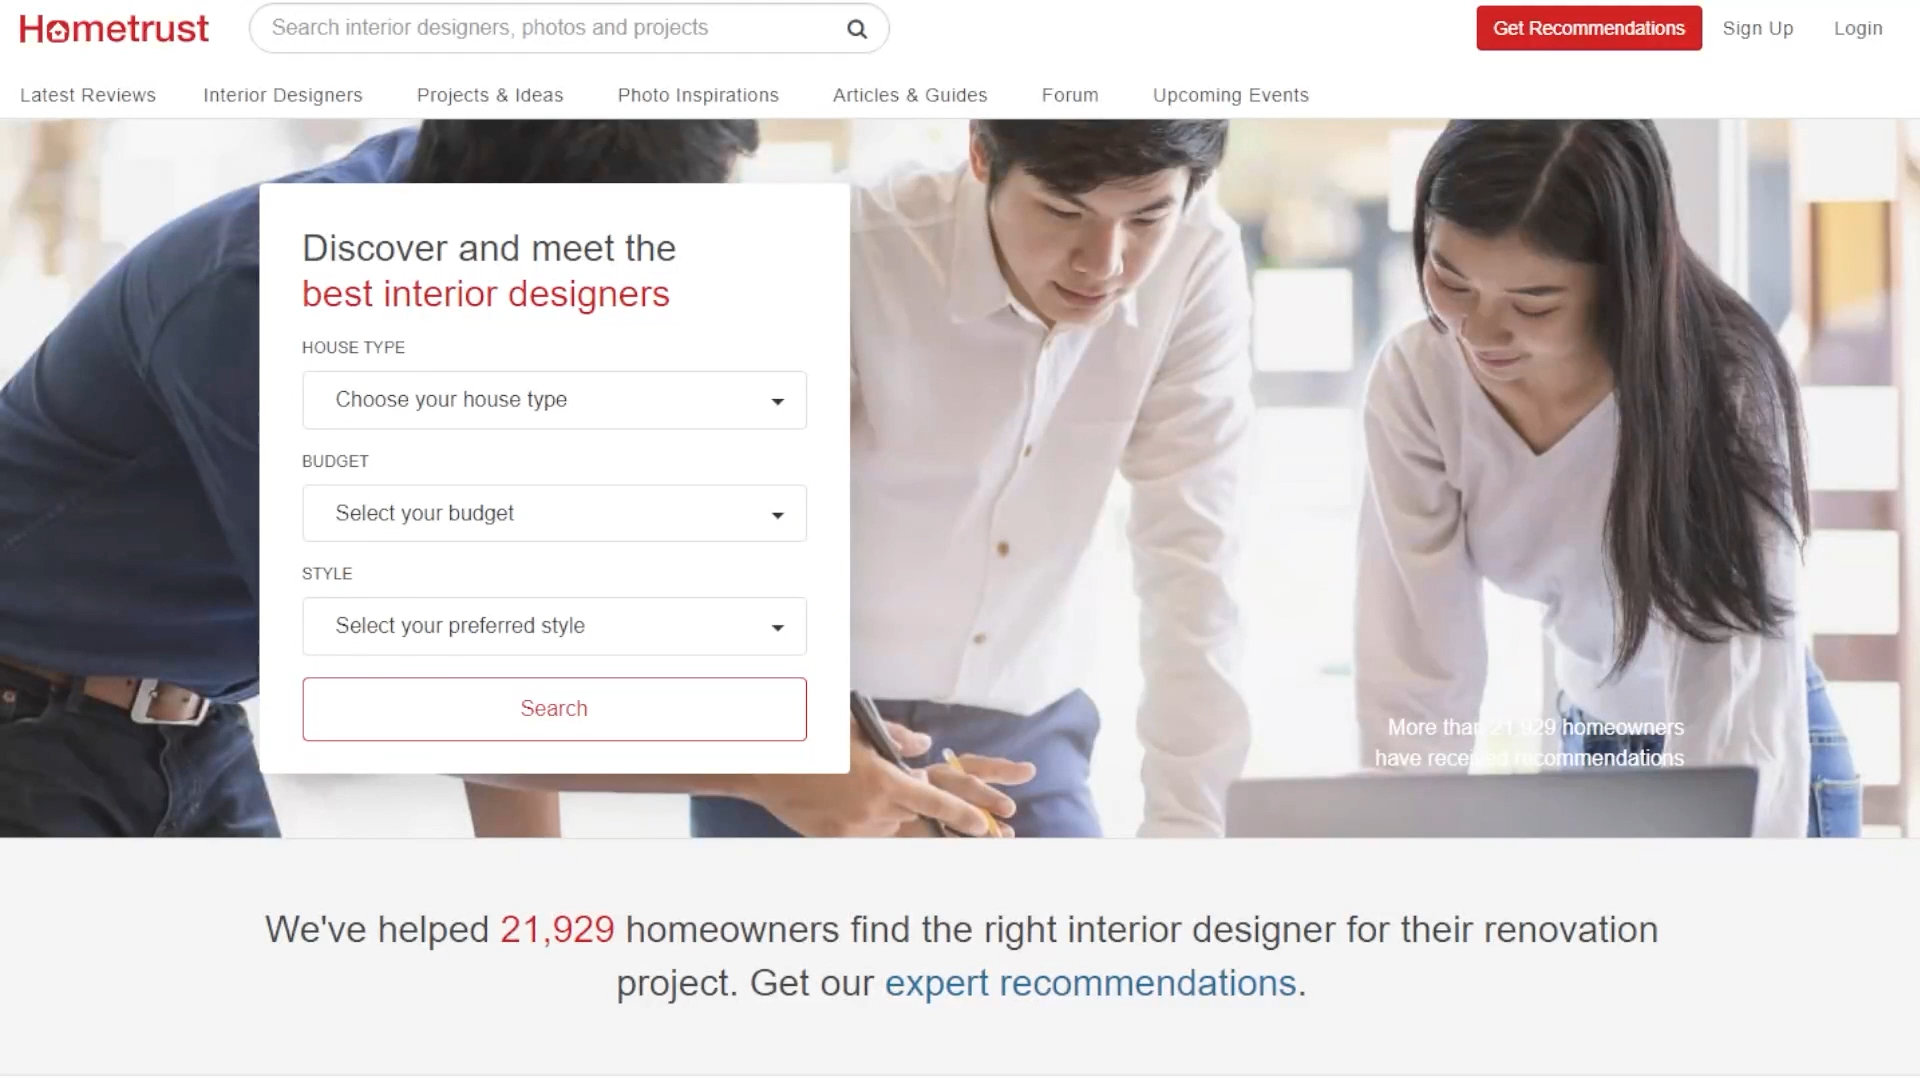 Hometrust
Search interior designers, photos and projects
Get Recommendations
Sign Up
Login
Latest Reviews
Interior Designers
Projects & Ideas
Photo Inspirations
Articles & Guides
Forum
Upcoming Events
Discover and meet the
best interior designers
HOUSE TYPE
Choose your house type
BUDGET
Select your budget
STYLE
Select your preferred style
Search
More than 21,929 homeowners
have received recommendations
We've helped 21,929 homeowners find the right interior designer for their renovation
project. Get our expert recommendations.